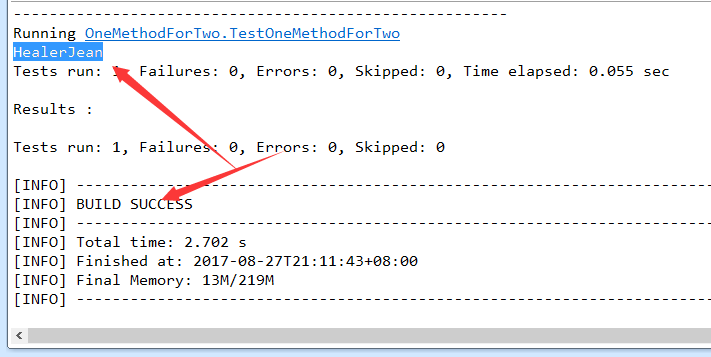 -------------------------------------------------------
Running OneMethodForTwo.TestOneMethodForTwo
HealerJean
Tests run: 1, Failures: 0, Errors: 0, Skipped: 0, Time elapsed: 0.055 sec
Results :
Tests run: 1, Failures: 0, Errors: 0, Skipped: 0
[INFO] ------------------------------------------------------------------------
[INFO] BUILD SUCCESS
[INFO] ------------------------------------------------------------------------
[INFO] Total time: 2.702 s
[INFO] Finished at: 2017-08-27T21:11:43+08:00
[INFO] Final Memory: 13M/219M
[INFO] ------------------------------------------------------------------------